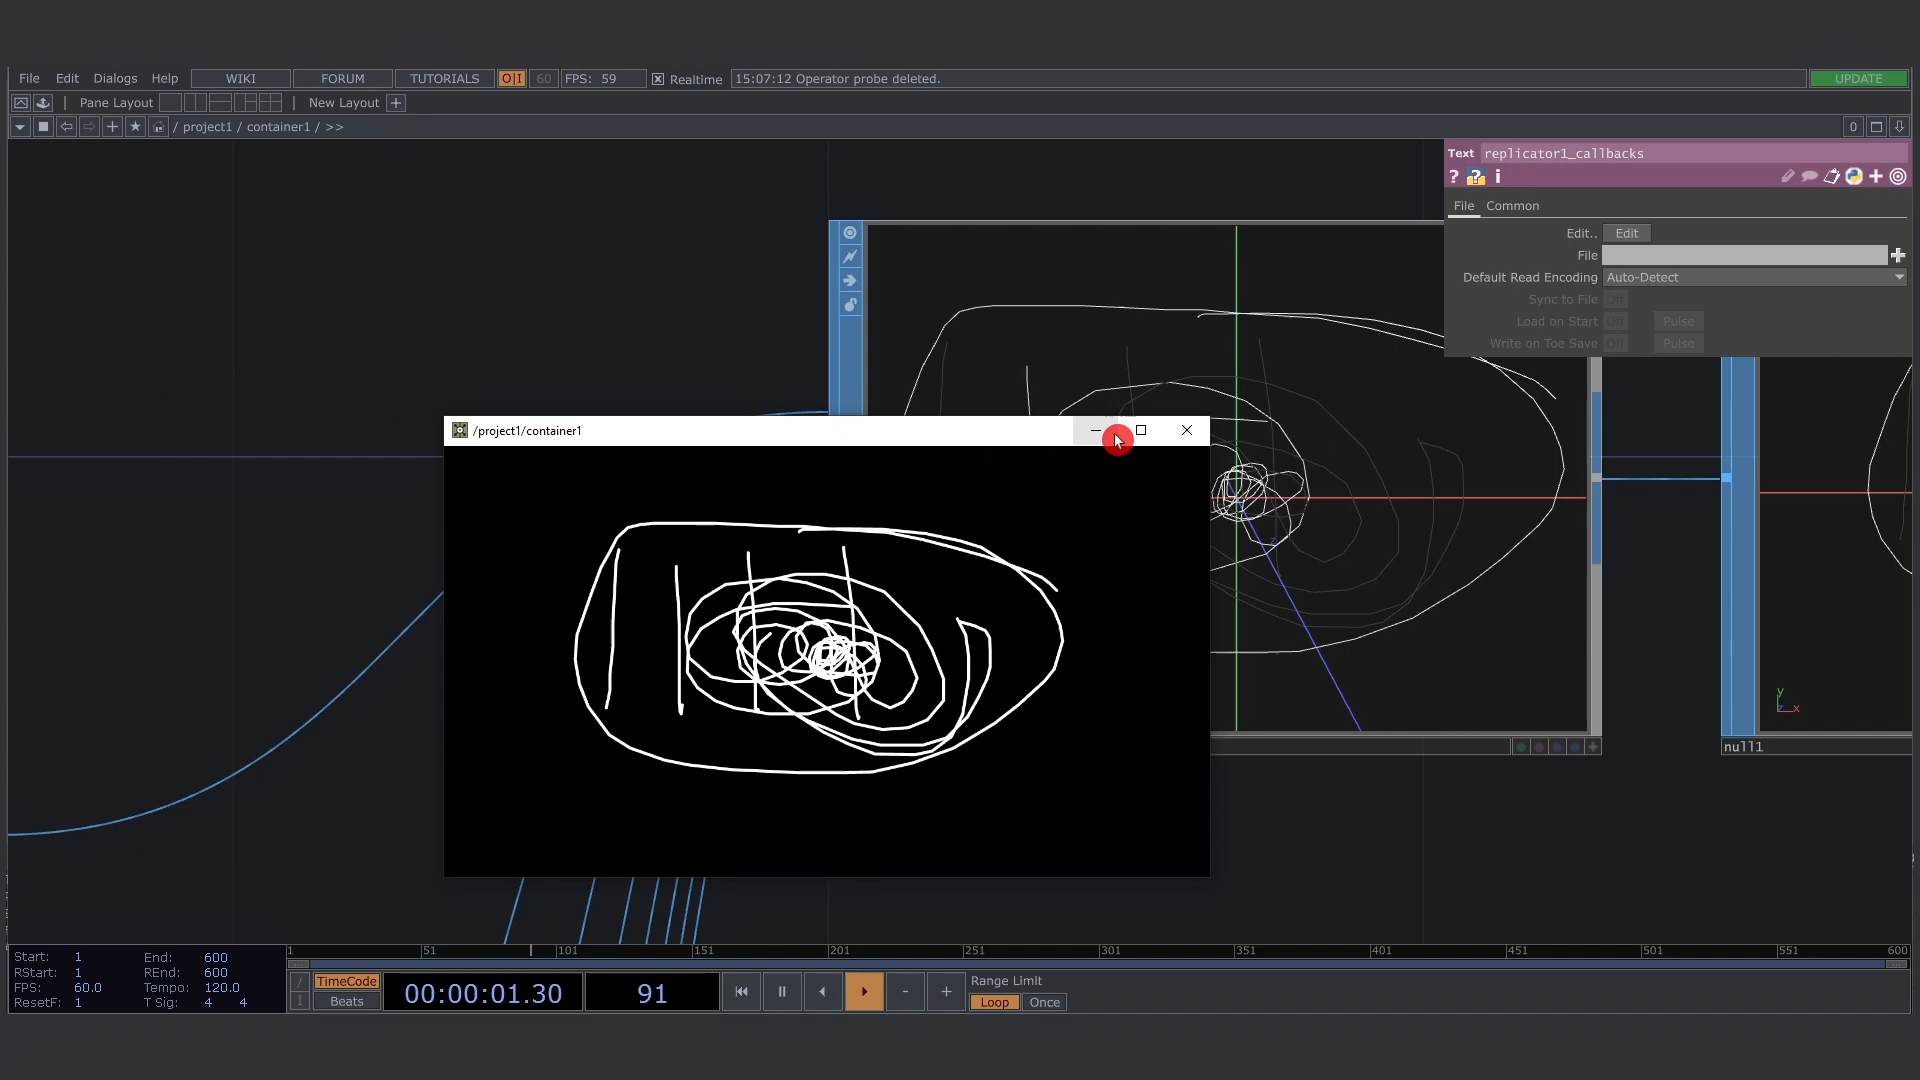 File Edit Dialogs Help WIKI FORUM TUTORIALS O|I 60 FPS: 59 Realtime 15:07:12 Operator probe deleted. UPDATE
Pane Layout New Layout +
/ project1 / container1 / >> 0
Text replicator1_callbacks
? ? i
File Common
Edit.. Edit
File
Default Read Encoding Auto-Detect
Sync to File Off
Load on Start Off Pulse
Write on Toe Save Off Pulse
/project1/container1
y
z x
null1
1 51 101 151 201 251 301 351 401 451 501 551 600
Start: 1 End: 600
RStart: 1 REnd: 600
FPS: 60.0 Tempo: 120.0
ResetF: 1 T Sig: 4 4
TimeCode
Beats
00:00:01.30 91
- +
Range Limit
Loop Once